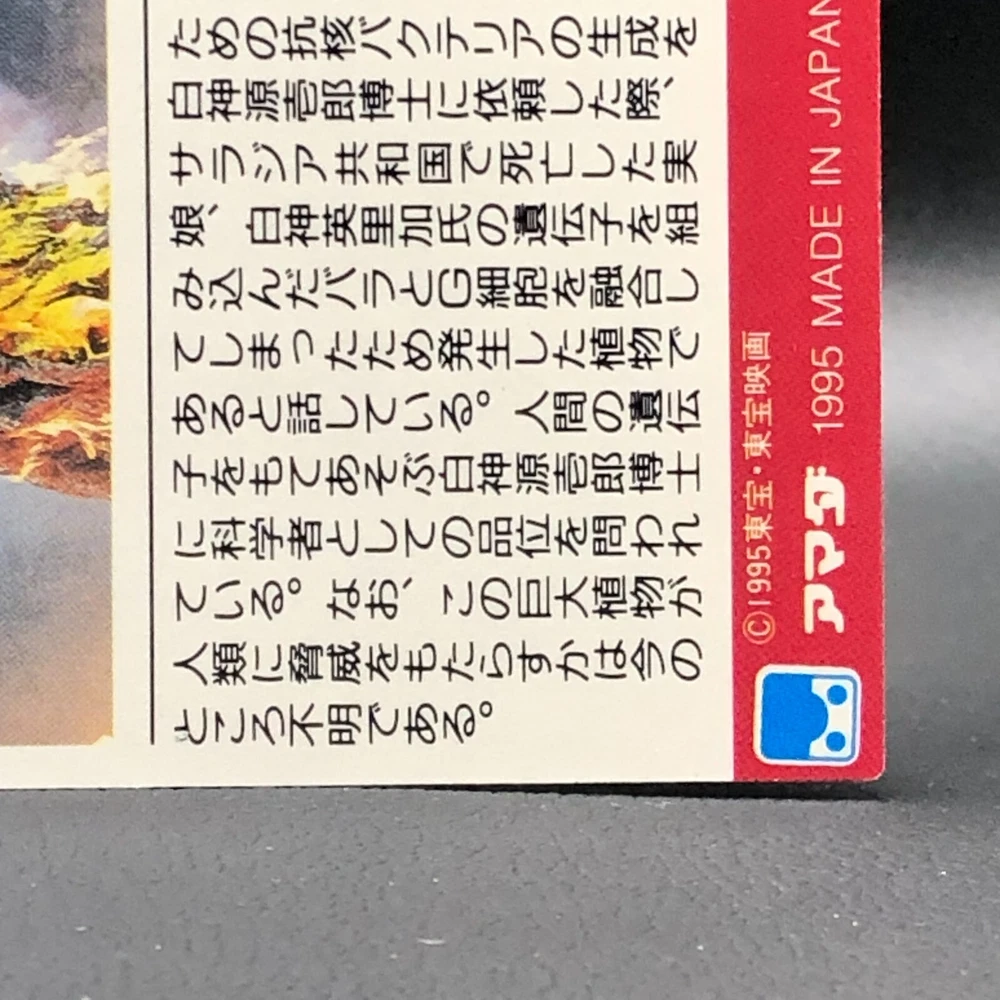 ための抗核バクテリアの生成を
白神源壱郎博士に依頼した際、
サラジア共和国で死亡した実
娘、白神英里加氏の遺伝子を組
み込んだバラとG細胞を融合し
てしまったため発生した植物で
あると話している。人間の遺伝
子をもてあそぶ白神源壱郎博士
に科学者としての品位を問われ
ている。なお、この巨大植物が
人類に脅威をもたらすかは今の
ところ不明である。
©1995東宝・東宝映画
アマダ 1995 MADE IN JAPAN